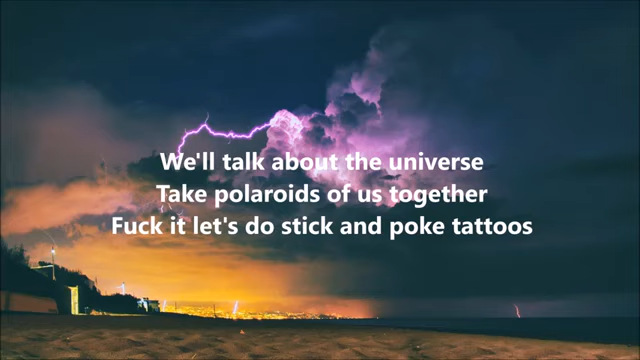 We'll talk about the universe
Take polaroids of us together
Fuck it let's do stick and poke tattoos